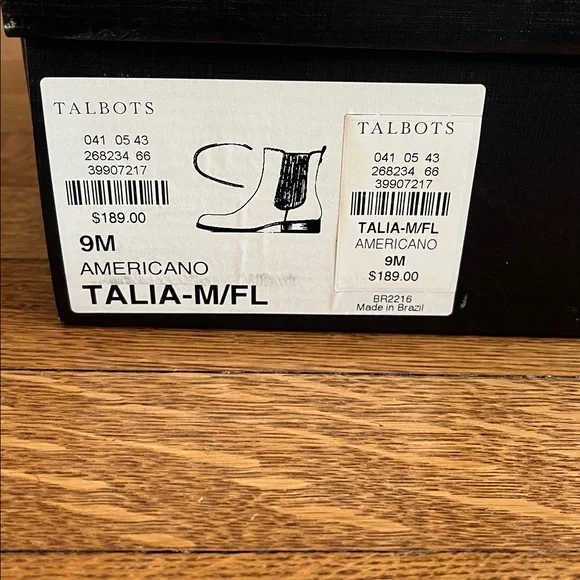 TALBOTS
041 05 43
268234 66
39907217
$189.00
9M
AMERICANO
TALIA-M/FL
TALBOTS
041 05 43
268234 66
39907217
TALIA-M/FL
AMERICANO
9M
$189.00
BR2216
Made in Brazil